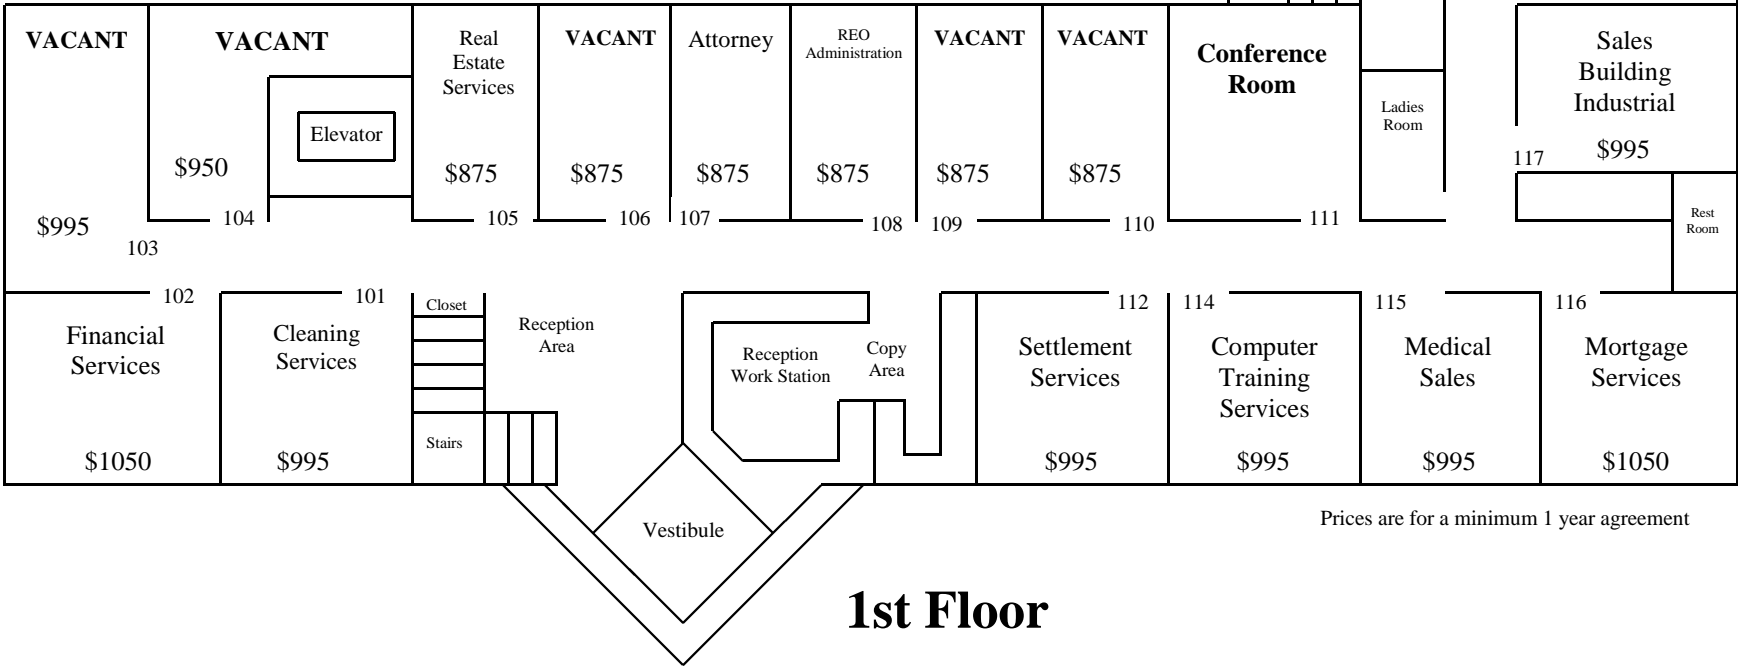 VACANT
VACANT
Real
Estate
Services
VACANT
Attorney
REO
Administration
VACANT
VACANT
Conference
Room
Ladies
Room
Sales
Building
Industrial
Elevator
$995
$950
$875
$875
$875
$875
$875
$875
$995
117
103
104
105
106
107
108
109
110
111
Rest
Room
102
101
Closet
Reception
Area
112
114
115
116
Financial
Services
Cleaning
Services
Reception
Work Station
Copy
Area
Settlement
Services
Computer
Training
Services
Medical
Sales
Mortgage
Services
Stairs
$1050
$995
$995
$995
$995
$1050
Vestibule
Prices are for a minimum 1 year agreement
1st Floor